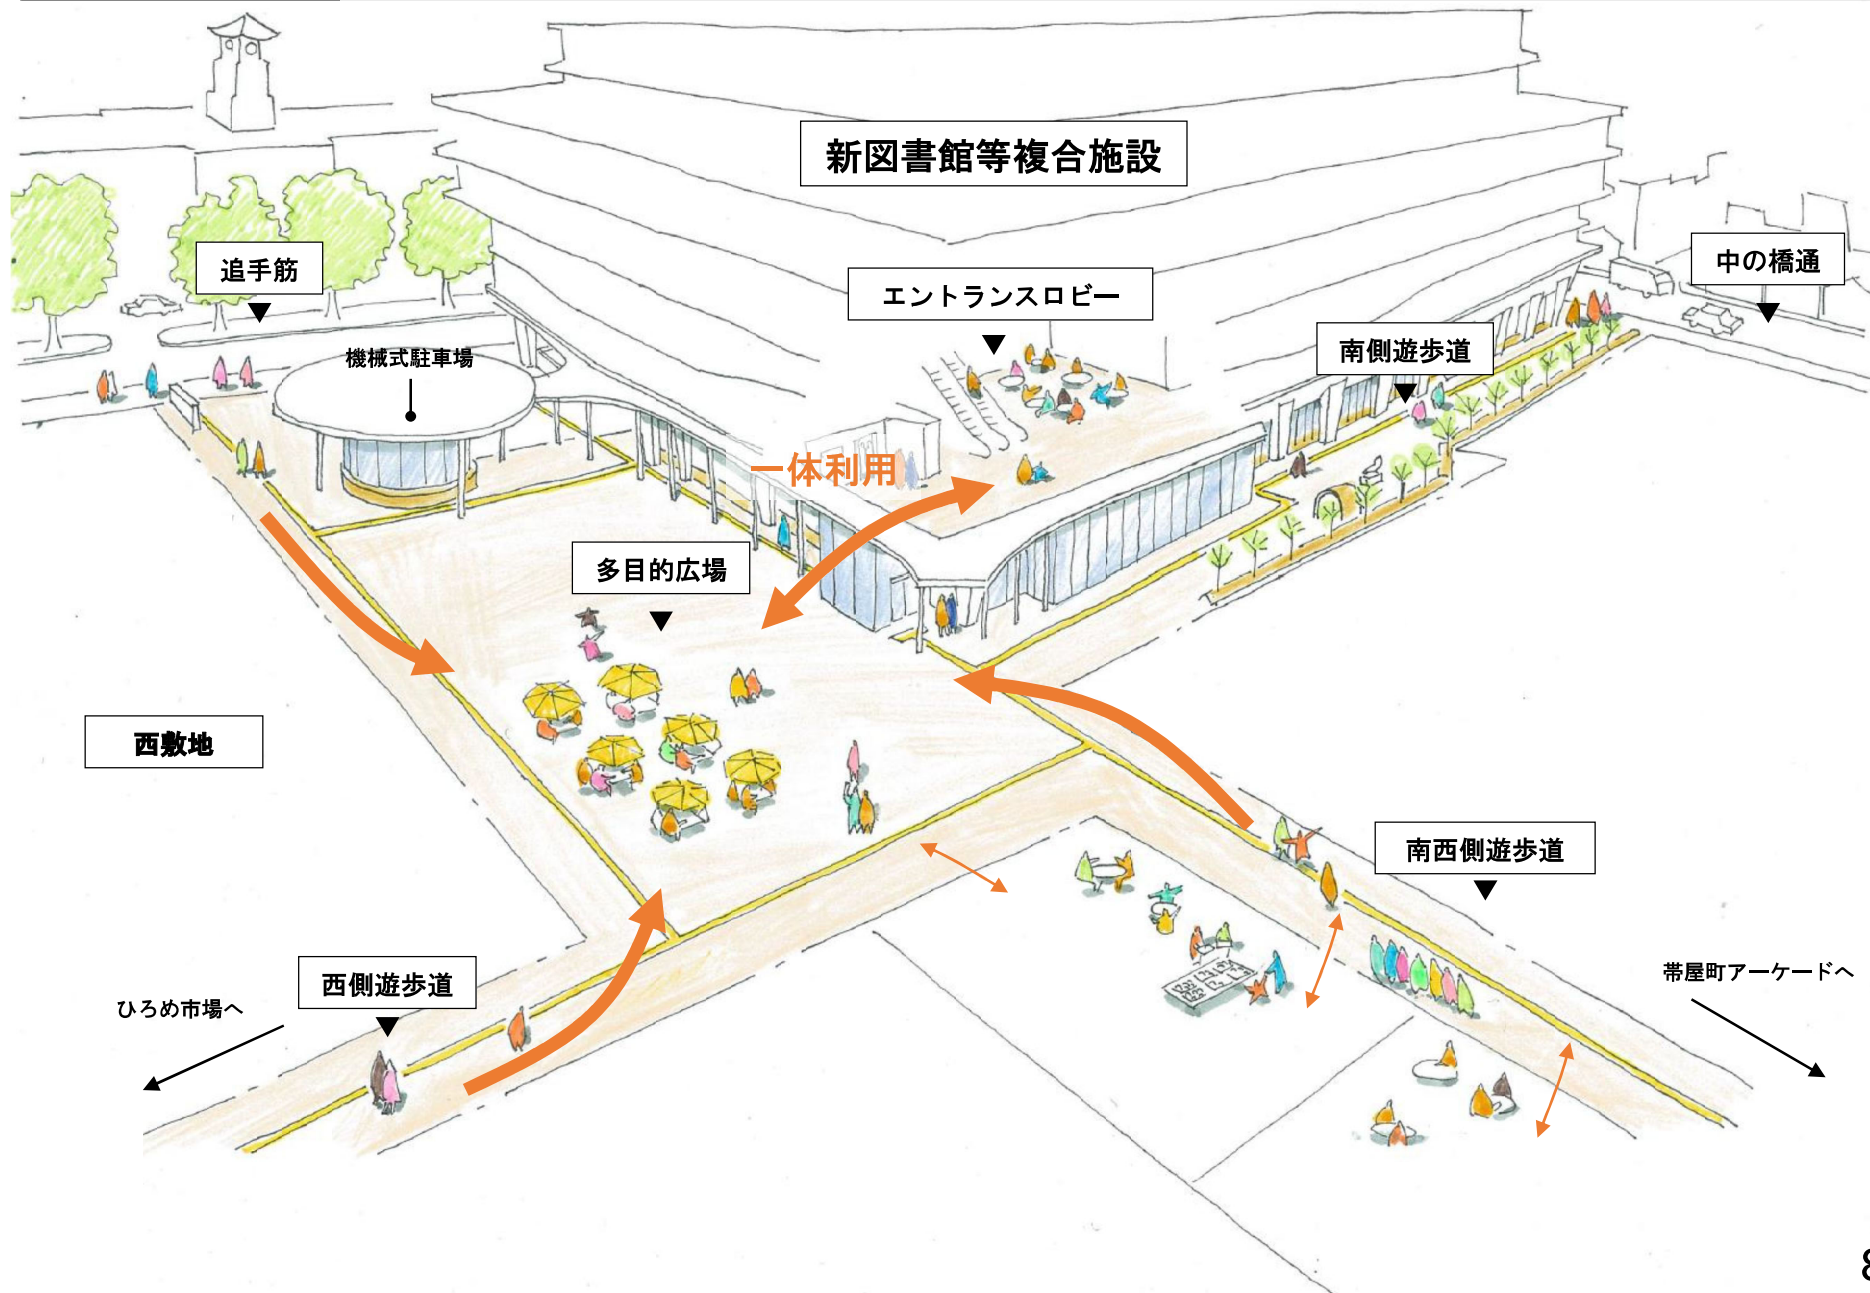 新図書館等複合施設
追手筋
エントランスロビー
中の橋通
機械式駐車場
南側遊歩道
一体利用
多目的広場
西敷地
南西側遊歩道
西側遊歩道
ひろめ市場へ
帯屋町アーケードへ
8